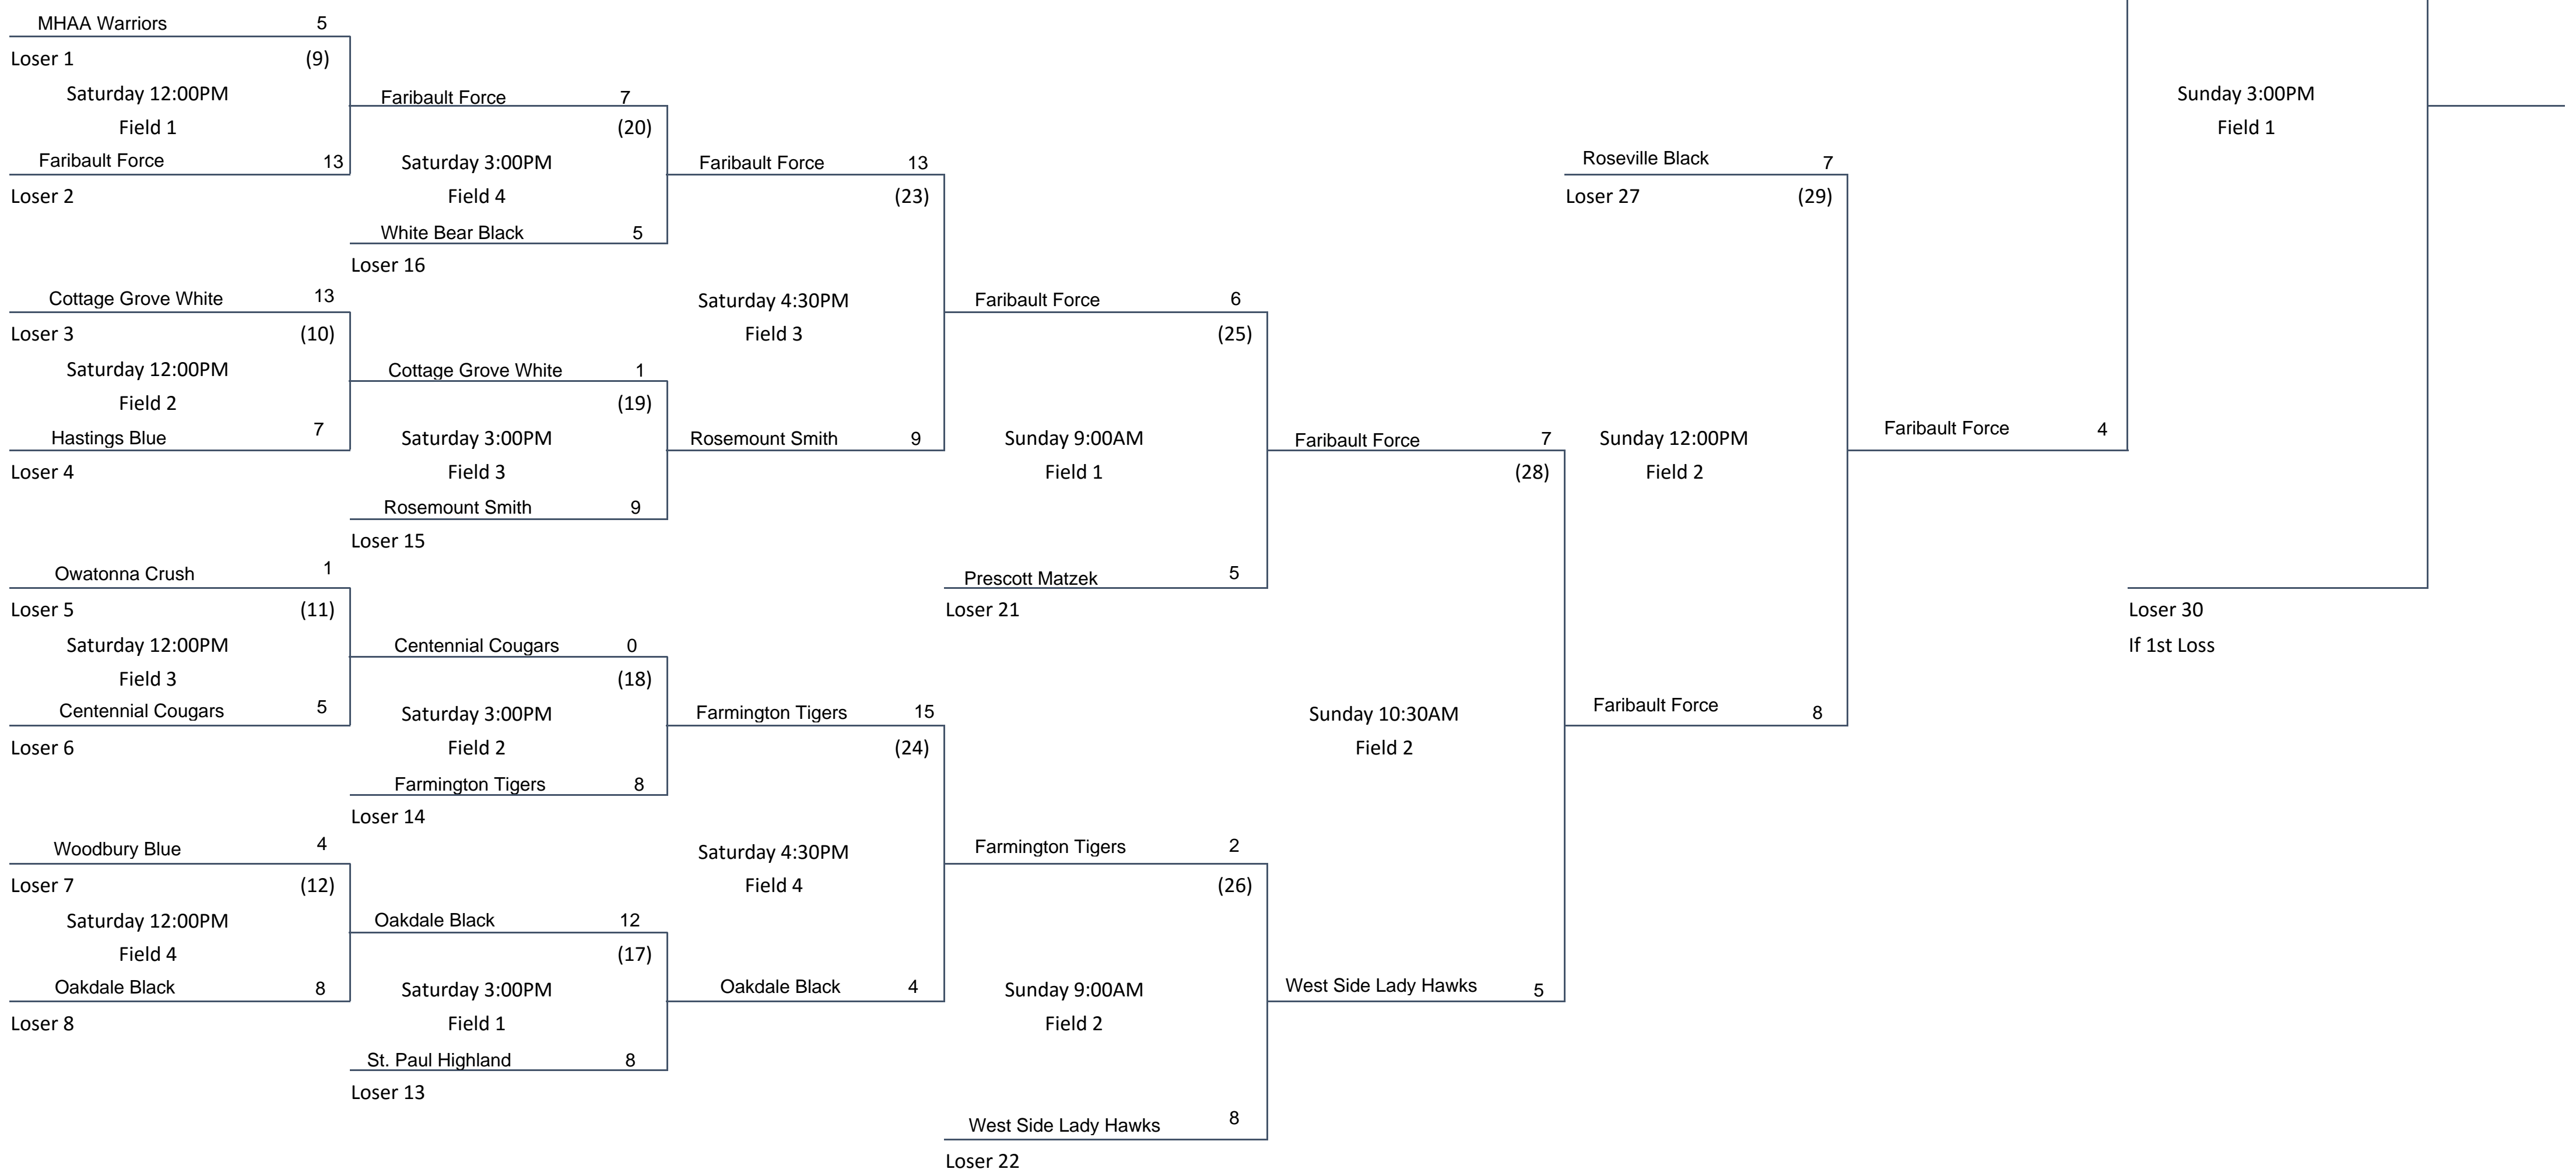 MHAA Warriors 5
Loser 1 (9)
Saturday 12:00PM
Field 1
Faribault Force 13
Loser 2
Cottage Grove White 13
Loser 3 (10)
Saturday 12:00PM
Field 2
Hastings Blue 7
Loser 4
Owatonna Crush 1
Loser 5 (11)
Saturday 12:00PM
Field 3
Centennial Cougars 5
Loser 6
Woodbury Blue 4
Loser 7 (12)
Saturday 12:00PM
Field 4
Oakdale Black 8
Loser 8
Faribault Force 7
(20)
Saturday 3:00PM
Field 4
White Bear Black 5
Loser 16
Cottage Grove White 1
(19)
Saturday 3:00PM
Field 3
Rosemount Smith 9
Loser 15
Centennial Cougars 0
(18)
Saturday 3:00PM
Field 2
Farmington Tigers 8
Loser 14
Oakdale Black 12
(17)
Saturday 3:00PM
Field 1
St. Paul Highland 8
Loser 13
Faribault Force 13
(23)
Saturday 4:30PM
Field 3
Rosemount Smith 9
Farmington Tigers 15
(24)
Saturday 4:30PM
Field 4
Oakdale Black 4
Faribault Force 6
(25)
Sunday 9:00AM
Field 1
Prescott Matzek 5
Loser 21
Farmington Tigers 2
(26)
Sunday 9:00AM
Field 2
West Side Lady Hawks 8
Loser 22
Faribault Force 7
(28)
Sunday 10:30AM
Field 2
West Side Lady Hawks 5
Roseville Black 7
Loser 27 (29)
Sunday 12:00PM
Field 2
Faribault Force 8
Faribault Force 4
Sunday 3:00PM
Field 1
Loser 30
If 1st Loss